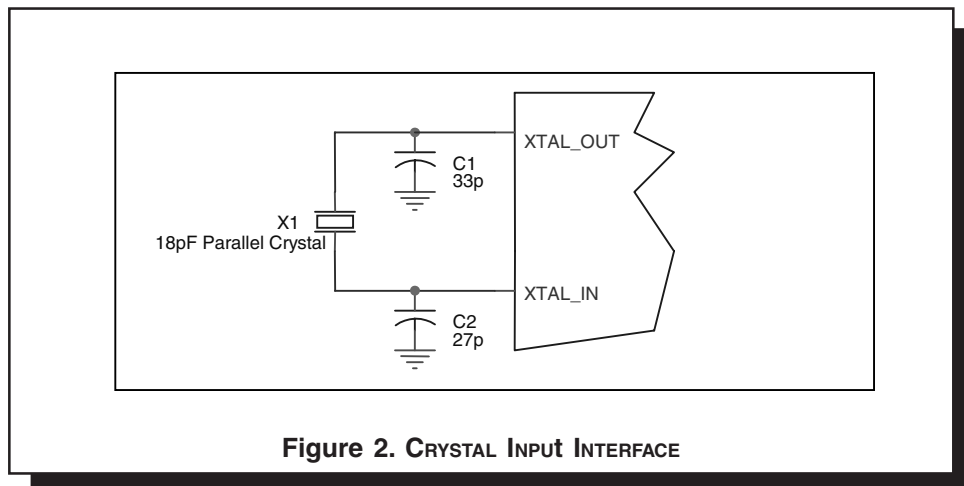 XTAL_OUT
C1
33p
X1
18pF Parallel Crystal
XTAL_IN
C2
27p
Figure 2. CRYSTAL INPUt INTERFACE